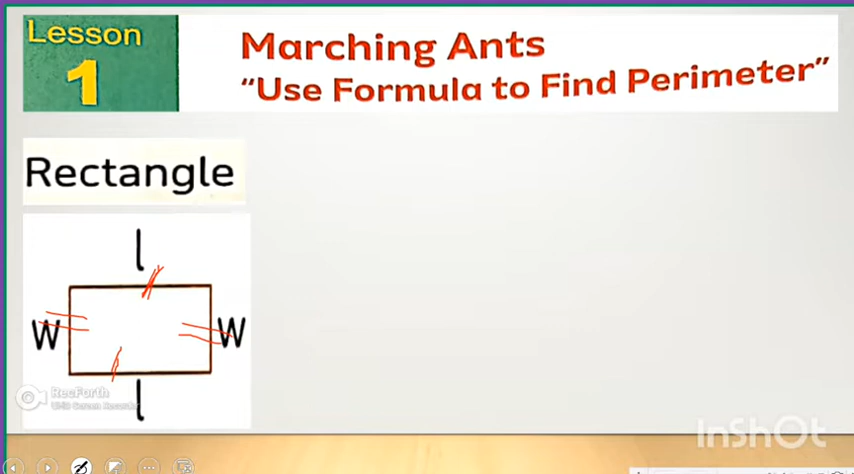 Lesson
1
Marching Ants
"Use Formula to Find Perimeter"
Rectangle
l
W
W
l
RecForth
InShOt